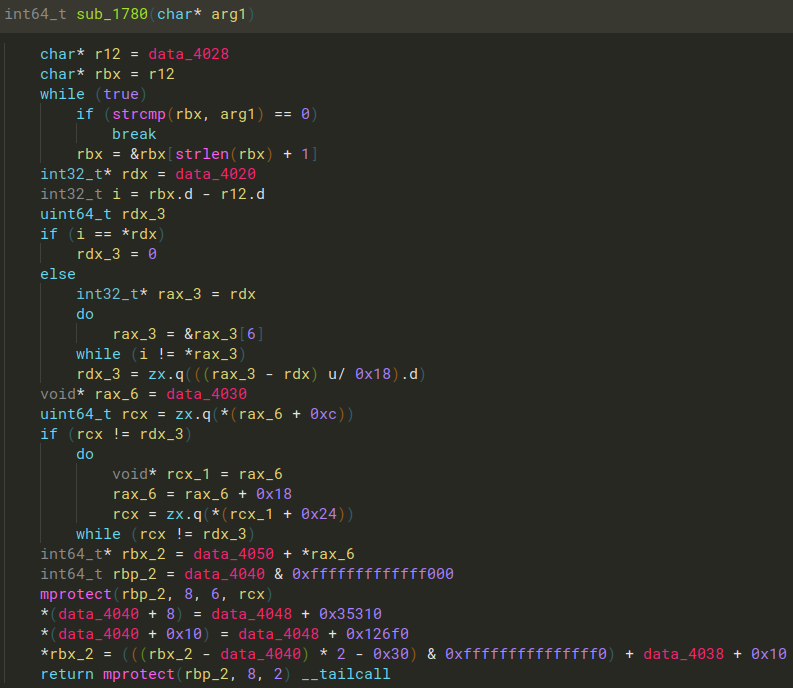 int64_t sub_1780(char* arg1)
char* r12 = data_4028
char* rbx = r12
while (true)
if (strcmp(rbx, arg1) == 0)
break
rbx = &rbx[strlen(rbx) + 1]
int32_t* rdx = data_4020
int32_t i = rbx.d - r12.d
uint64_t rdx_3
if (i == *rdx)
rdx_3 = 0
else
int32_t* rax_3 = rdx
do
rax_3 = &rax_3[6]
while (i != *rax_3)
rdx_3 = zx.q(((rax_3 - rdx) u/ 0x18).d)
void* rax_6 = data_4030
uint64_t rcx = zx.q(*(rax_6 + 0xc))
if (rcx != rdx_3)
do
void* rcx_1 = rax_6
rax_6 = rax_6 + 0x18
rcx = zx.q(*(rcx_1 + 0x24))
while (rcx != rdx_3)
int64_t* rbx_2 = data_4050 + *rax_6
int64_t rbp_2 = data_4040 & 0xfffffffffffff000
mprotect(rbp_2, 8, 6, rcx)
*(data_4040 + 8) = data_4048 + 0x35310
*(data_4040 + 0x10) = data_4048 + 0x126f0
*rbx_2 = (((rbx_2 - data_4040) * 2 - 0x30) & 0xfffffffffffffff0) + data_4038 + 0x10
return mprotect(rbp_2, 8, 2) __tailcall